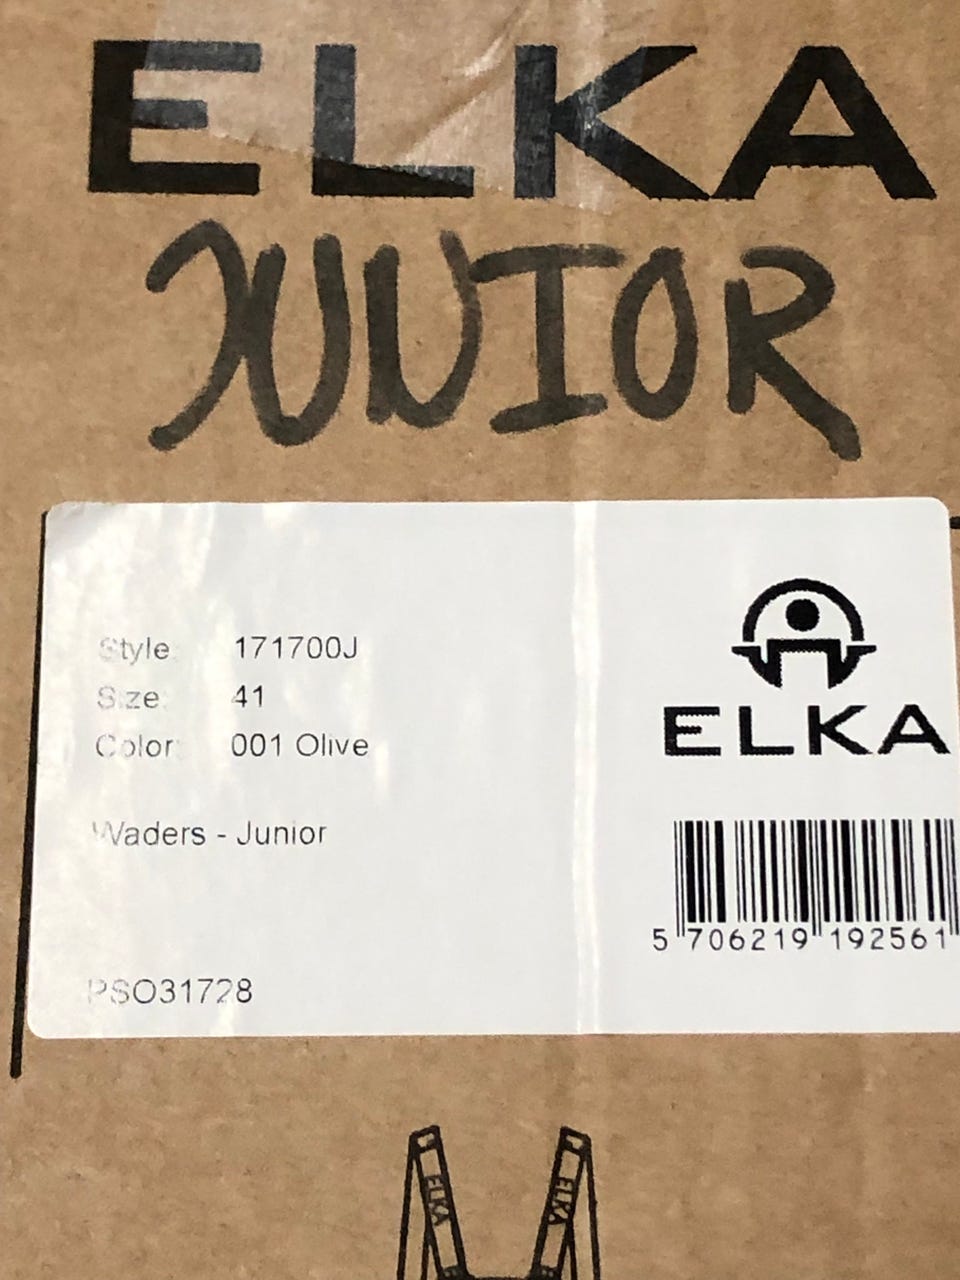 ELKA
JUNIOR
Style: 171700J
Size: 41
Color: 001 Olive
Waders - Junior
PSO31728
ELKA
5 706219 192561
ELKA ELKA